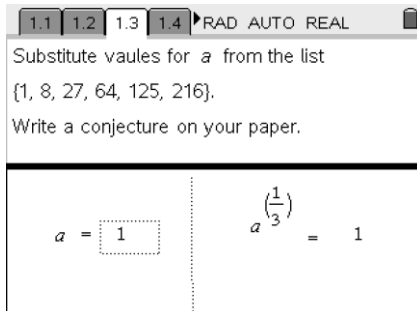 1.1 1.2 1.3 1.4 RAD AUTO REAL
Substitute vaules for a from the list
{1, 8, 27, 64, 125, 216}.
Write a conjecture on your paper.
a = 1
a^(1/3) = 1